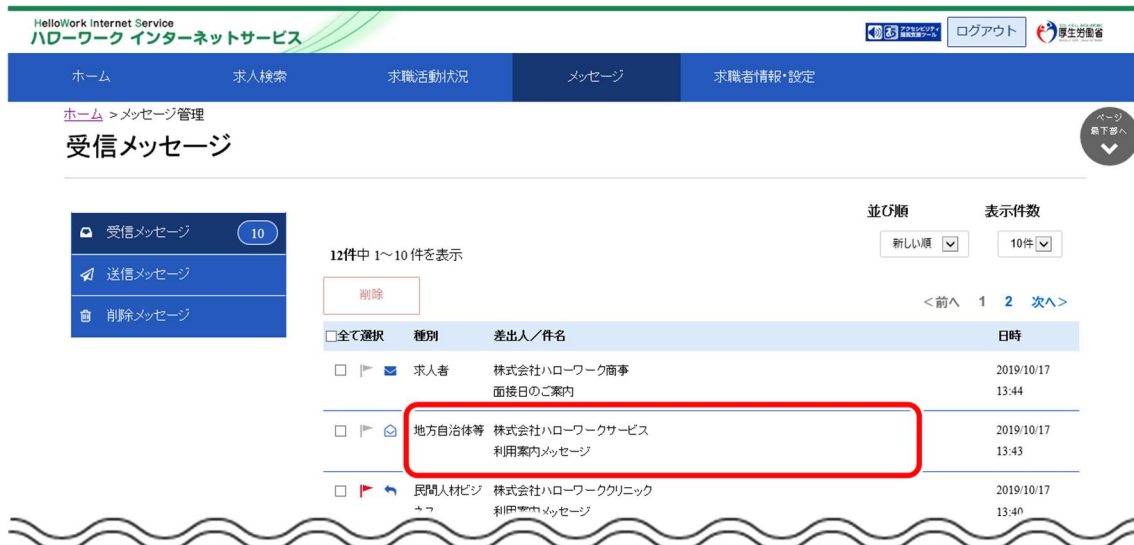 HelloWork Internet Service
ハローワーク インターネットサービス
ログアウト
厚生労働省
ホーム 求人検索 求職活動状況 メッセージ 求職者情報・設定
ホーム >メッセージ管理
ページ
最下部へ
受信メッセージ
並び順 表示件数
受信メッセージ 10
新しい順 10件
12件中 1～10 件を表示
送信メッセージ
削除
<前へ 1 2 次へ>
削除メッセージ
全て選択 種別 差出人／件名 日時
求人者 株式会社ハローワーク商事 2019/10/17
面接日のご案内 13:44
地方自治体等 株式会社ハローワークサービス 2019/10/17
利用案内メッセージ 13:43
民間人材ビジ 株式会社ハローワーククリニック 2019/10/17
利用案内メッセージ 13:40